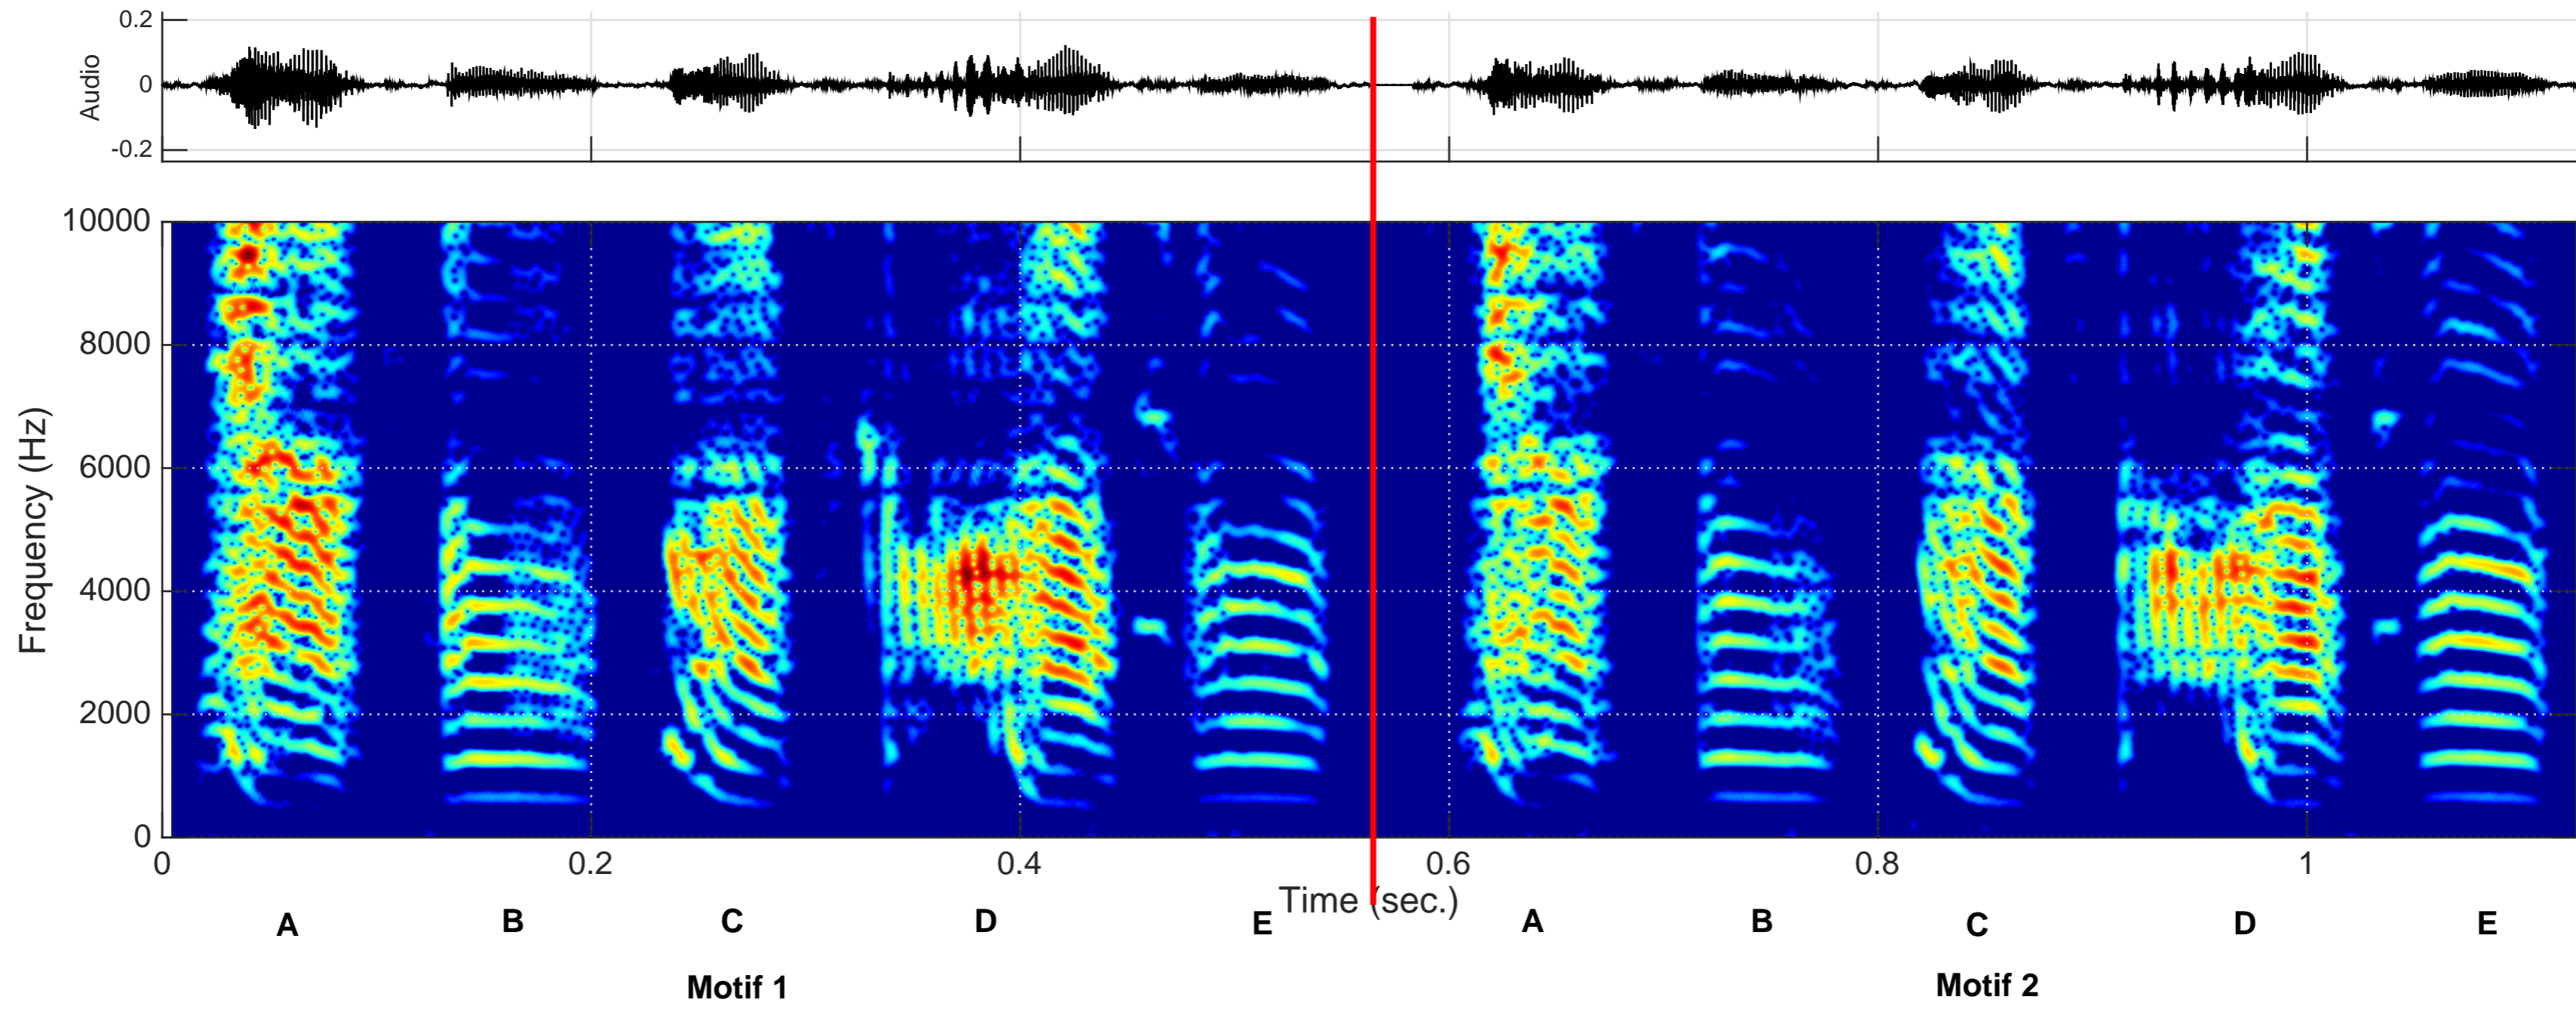 0.2
Audio
0
-0.2
10000
8000
6000
Frequency (Hz)
4000
2000
0
0 0.2 0.4 0.6 0.8 1
Time (sec.)
A B C D E A B C D E
Motif 1 Motif 2